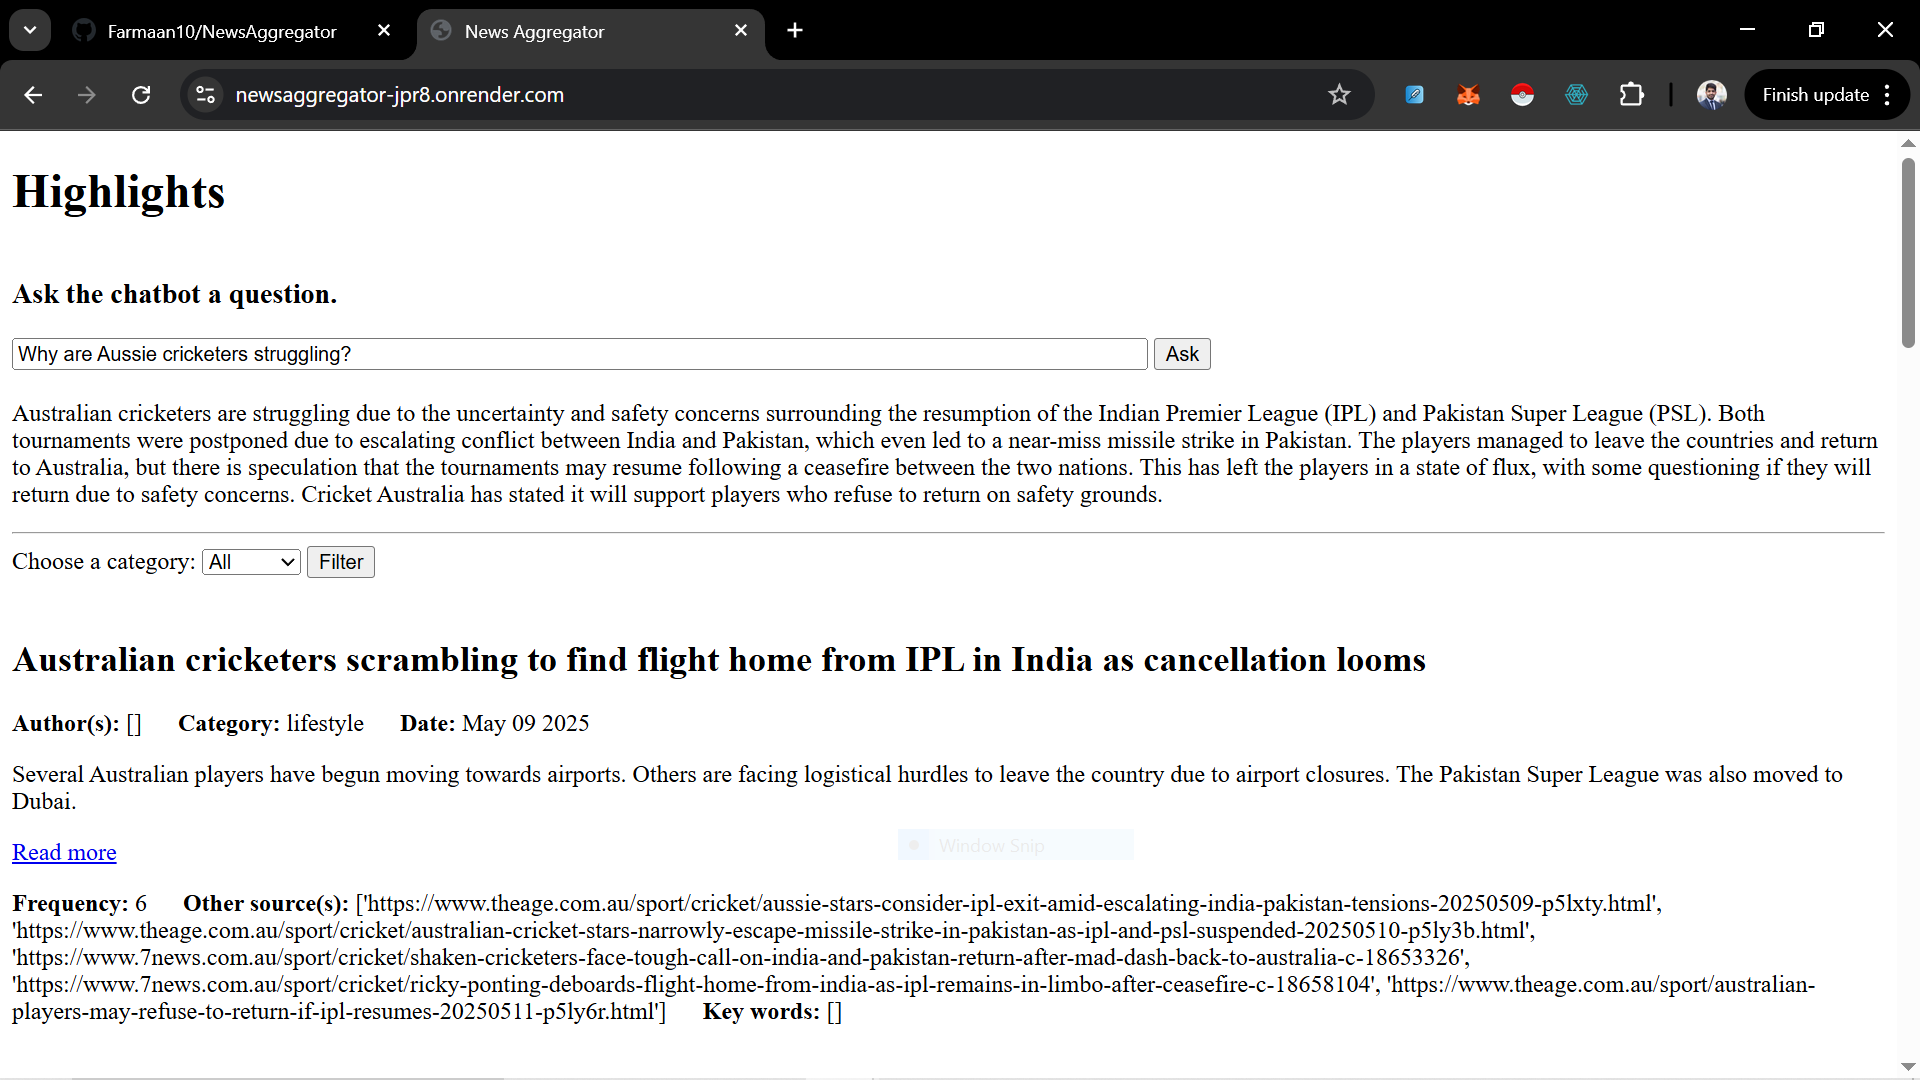 Farmaan10/NewsAggregator
News Aggregator
newsaggregator-jpr8.onrender.com
Finish update
Highlights
Ask the chatbot a question.
Why are Aussie cricketers struggling?
Ask
Australian cricketers are struggling due to the uncertainty and safety concerns surrounding the resumption of the Indian Premier League (IPL) and Pakistan Super League (PSL). Both
tournaments were postponed due to escalating conflict between India and Pakistan, which even led to a near-miss missile strike in Pakistan. The players managed to leave the countries and return
to Australia, but there is speculation that the tournaments may resume following a ceasefire between the two nations. This has left the players in a state of flux, with some questioning if they will
return due to safety concerns. Cricket Australia has stated it will support players who refuse to return on safety grounds.
Choose a category: All Filter
Australian cricketers scrambling to find flight home from IPL in India as cancellation looms
Author(s): [] Category: lifestyle Date: May 09 2025
Several Australian players have begun moving towards airports. Others are facing logistical hurdles to leave the country due to airport closures. The Pakistan Super League was also moved to
Dubai.
Window Snip
Read more
Frequency: 6 Other source(s): ['https://www.theage.com.au/sport/cricket/aussie-stars-consider-ipl-exit-amid-escalating-india-pakistan-tensions-20250509-p5lxty.html',
'https://www.theage.com.au/sport/cricket/australian-cricket-stars-narrowly-escape-missile-strike-in-pakistan-as-ipl-and-psl-suspended-20250510-p5ly3b.html',
'https://www.7news.com.au/sport/cricket/shaken-cricketers-face-tough-call-on-india-and-pakistan-return-after-mad-dash-back-to-australia-c-18653326',
'https://www.7news.com.au/sport/cricket/ricky-ponting-deboards-flight-home-from-india-as-ipl-remains-in-limbo-after-ceasefire-c-18658104', 'https://www.theage.com.au/sport/australian-
players-may-refuse-to-return-if-ipl-resumes-20250511-p5ly6r.html'] Key words: []